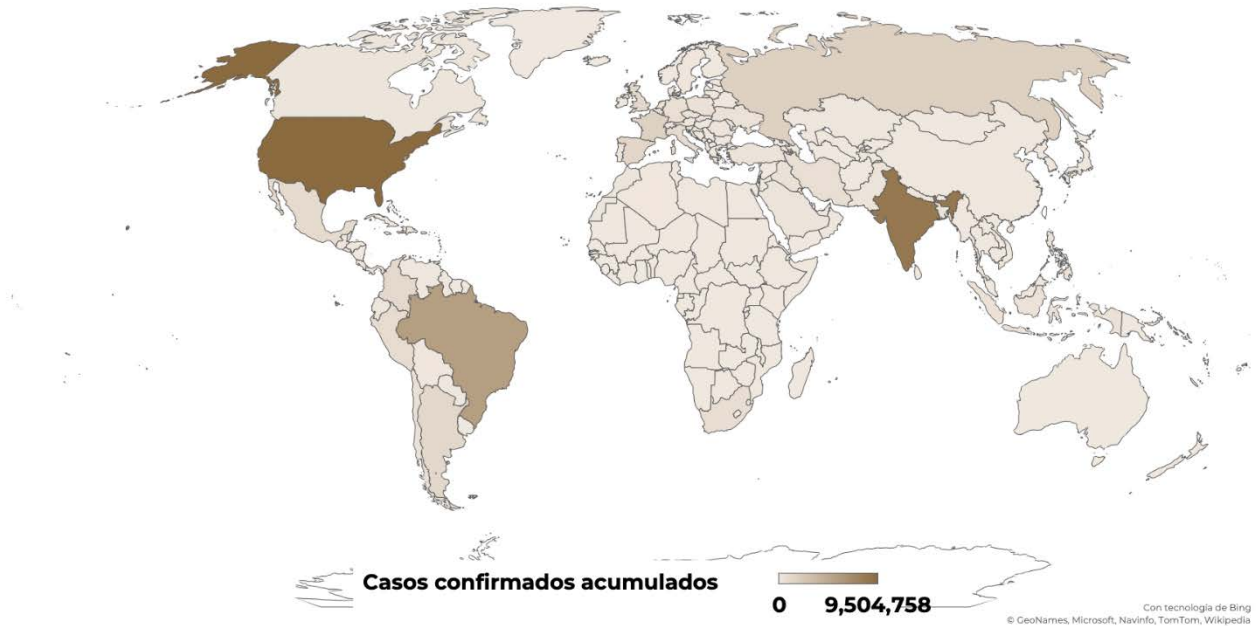 Casos confirmados acumulados
0 9,504,758
Con tecnología de Bing
© GeoNames, Microsoft, Navinfo, TomTom, Wikipedia